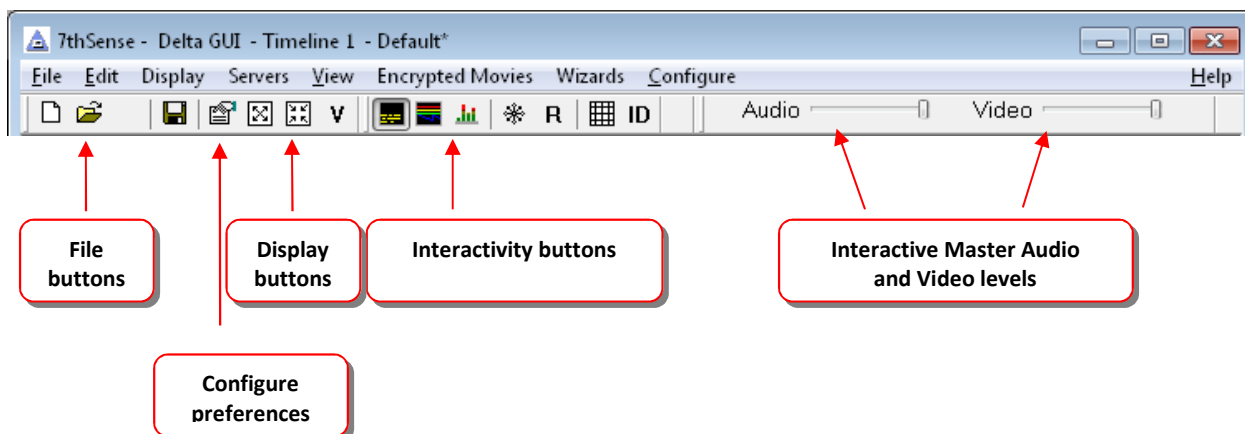 7thSense - Delta GUI - Timeline 1 - Default*
File Edit Display Servers View Encrypted Movies Wizards Configure Help
V R ID Audio Video
File
buttons
Display
buttons
Interactivity buttons
Interactive Master Audio
and Video levels
Configure
preferences